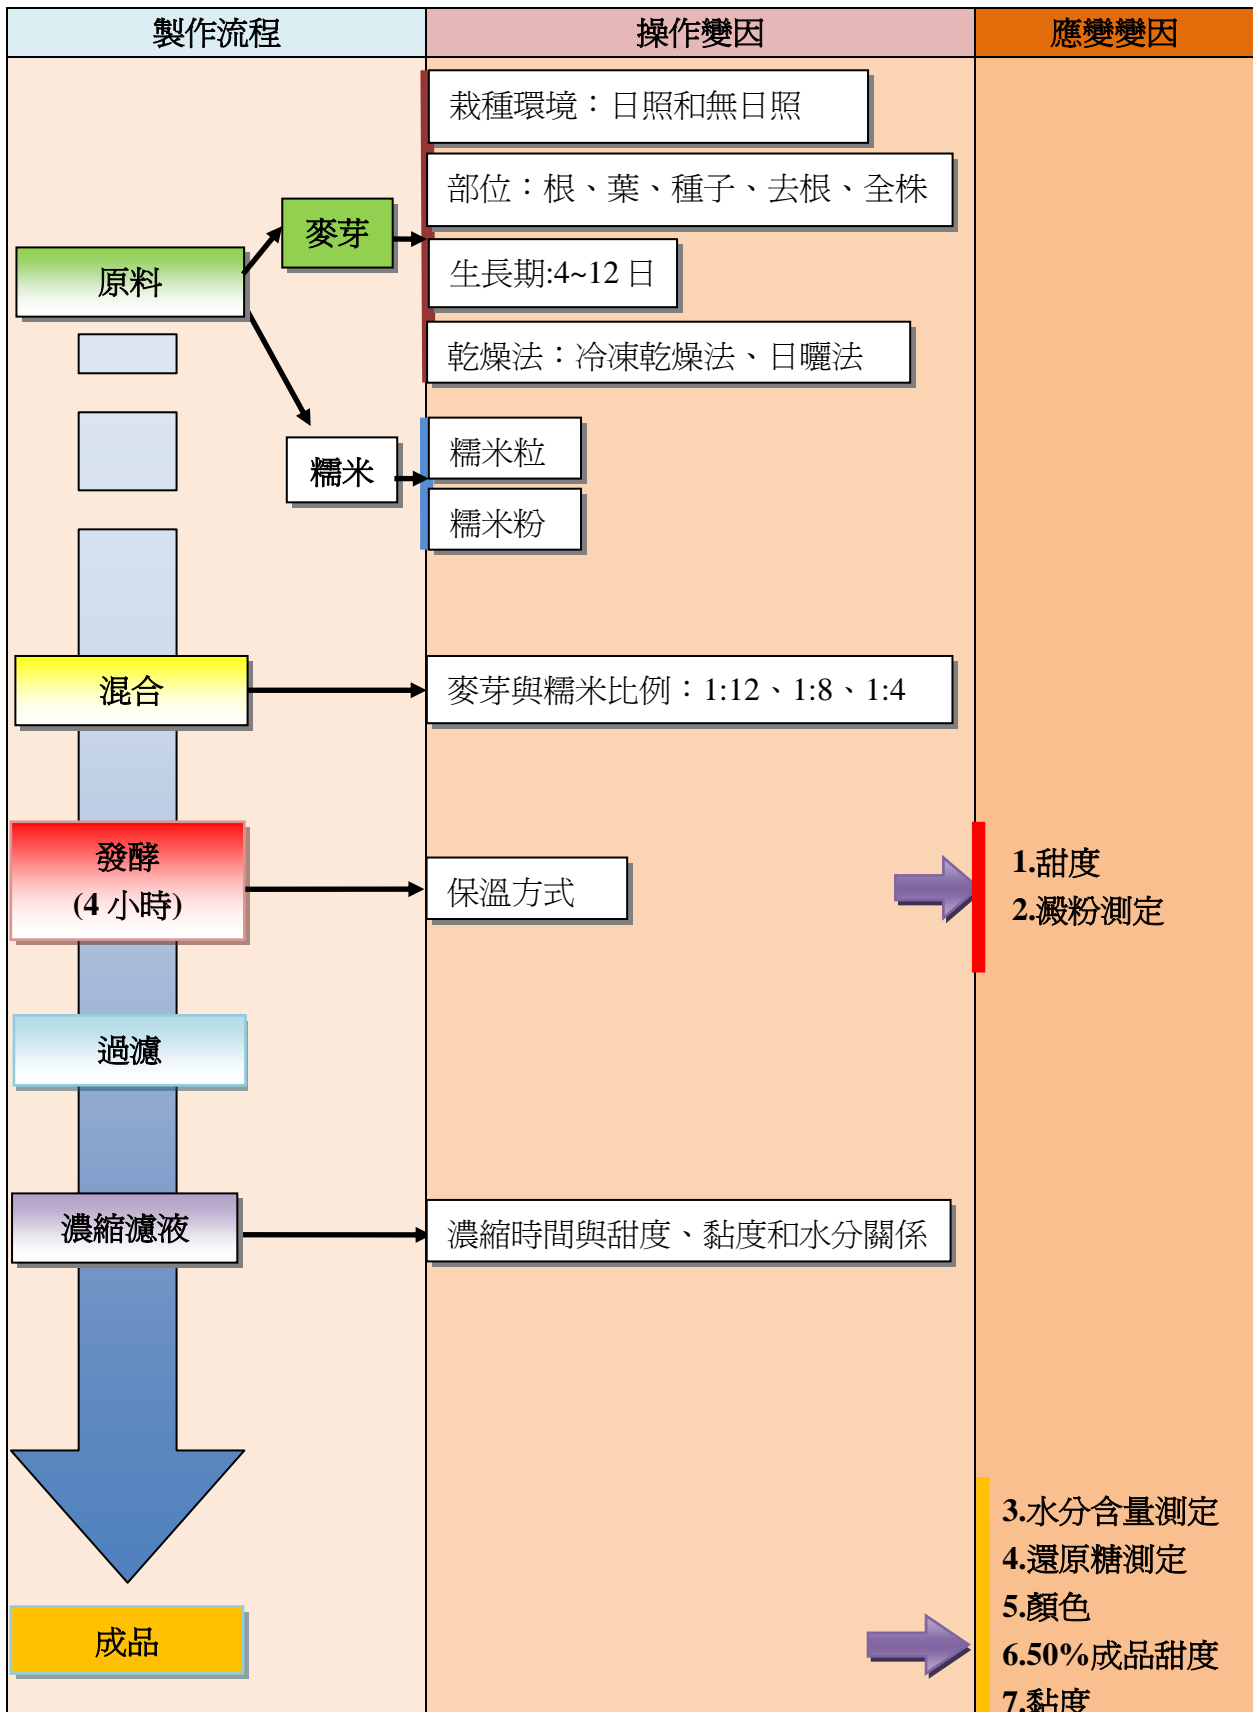 製作流程
操作變因
應變變因
原料
麥芽
栽種環境：日照和無日照
部位：根、葉、種子、去根、全株
生長期:4~12 日
乾燥法：冷凍乾燥法、日曬法
糯米
糯米粒
糯米粉
混合
麥芽與糯米比例：1:12、1:8、1:4
發酵
(4 小時)
保溫方式
1.甜度
2.澱粉測定
過濾
濃縮濾液
濃縮時間與甜度、黏度和水分關係
成品
3.水分含量測定
4.還原糖測定
5.顏色
6.50%成品甜度
7.黏度